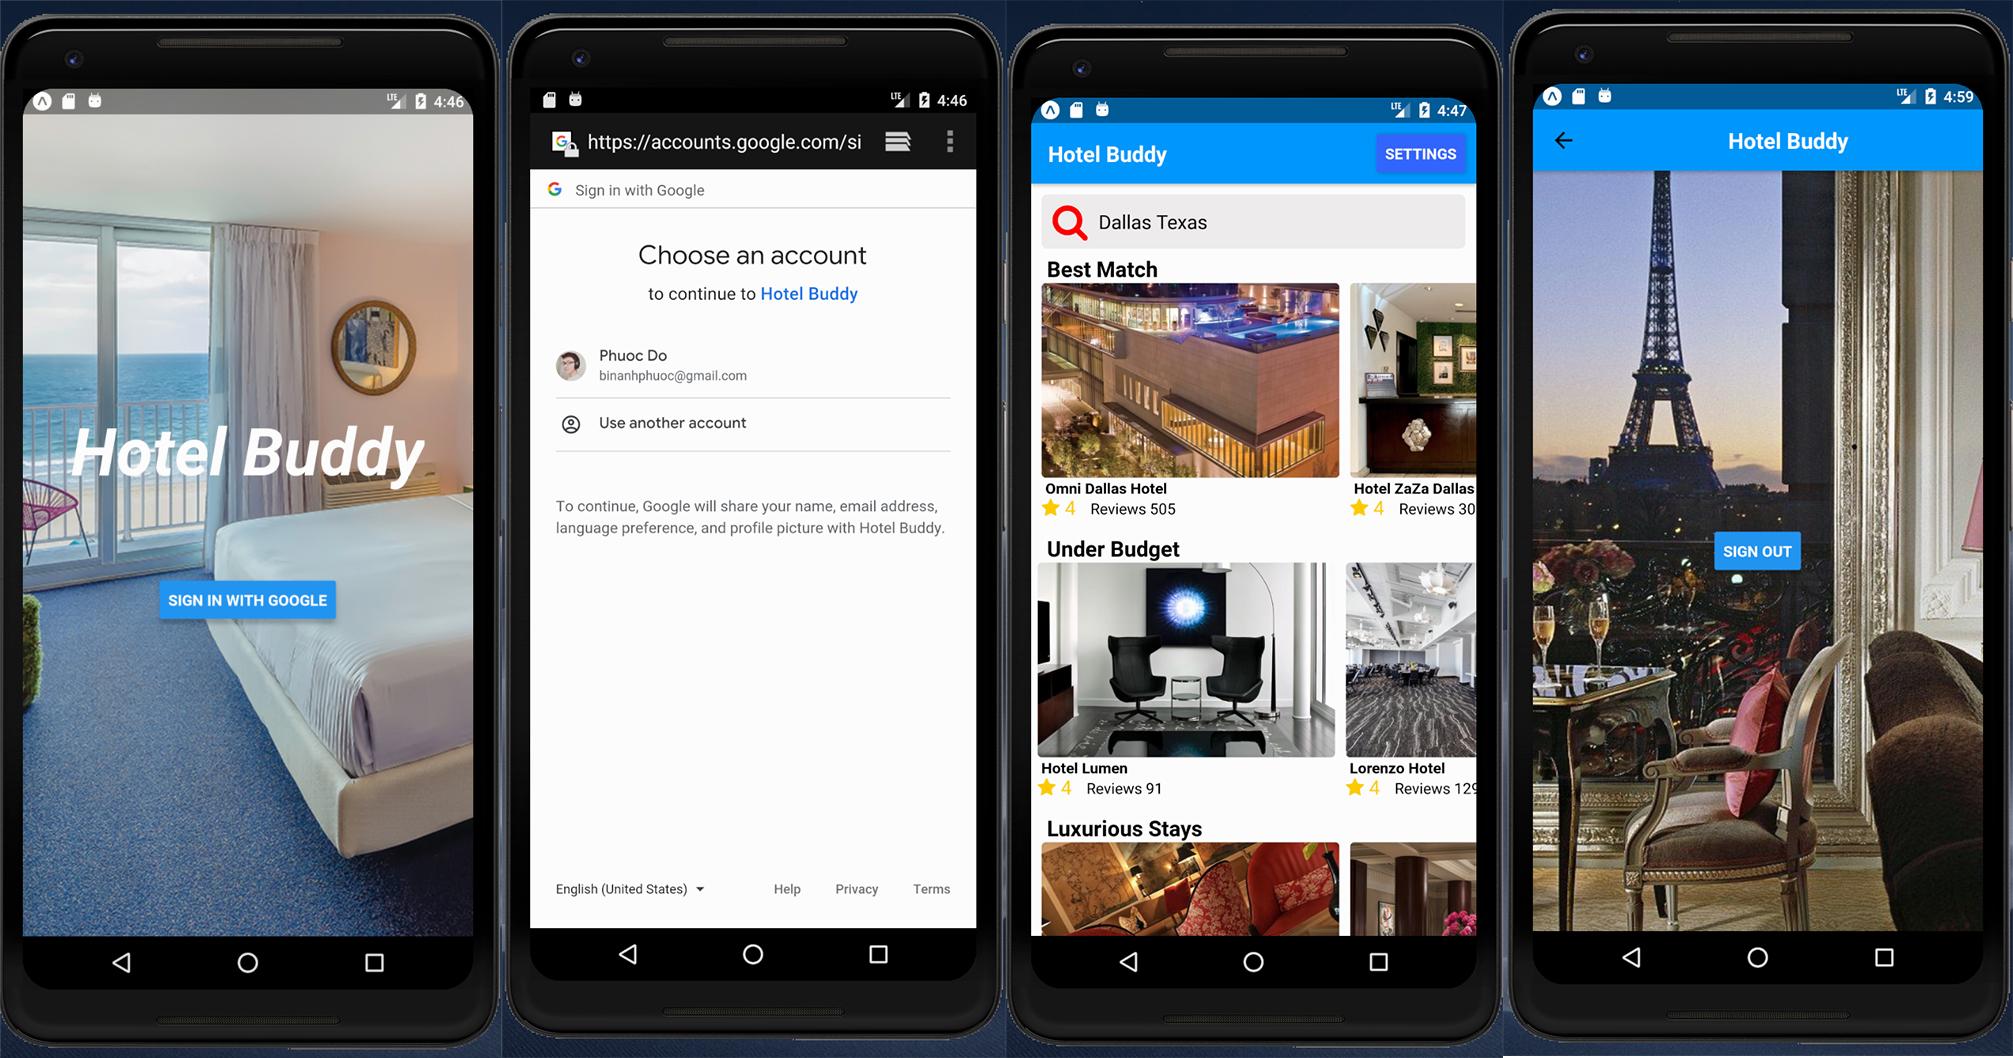 LTE 4:46
Hotel Buddy
SIGN IN WITH GOOGLE
LTE 4:46
https://accounts.google.com/si
Sign in with Google
Choose an account
to continue to Hotel Buddy
Phuoc Do
binanhphuoc@gmail.com
Use another account
To continue, Google will share your name, email address,
language preference, and profile picture with Hotel Buddy.
English (United States) Help Privacy Terms
LTE 4:47
Hotel Buddy SETTINGS
Dallas Texas
Best Match
Omni Dallas Hotel Hotel ZaZa Dallas
4 Reviews 505 4 Reviews 30
Under Budget
Hotel Lumen Lorenzo Hotel
4 Reviews 91 4 Reviews 129
Luxurious Stays
LTE 4:59
Hotel Buddy
SIGN OUT